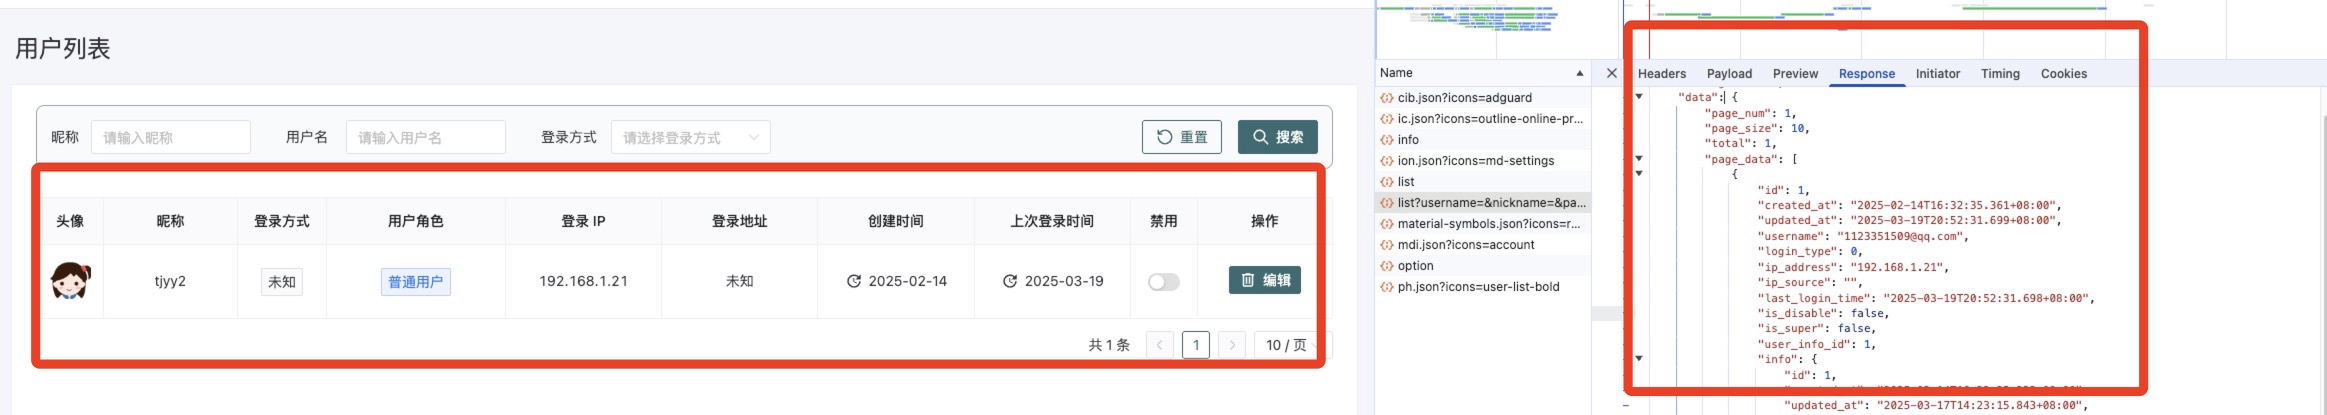 用户列表
昵称 请输入昵称 用户名 请输入用户名 登录方式 请选择登录方式 重置 搜索
头像 昵称 登录方式 用户角色 登录 IP 登录地址 创建时间 上次登录时间 禁用 操作
tjyy2 未知 普通用户 192.168.1.21 未知 2025-02-14 2025-03-19 编辑
共 1 条 1 10 / 页
Name
cib.json?icons=adguard
ic.json?icons=outline-online-pr...
info
ion.json?icons=md-settings
list
list?username=&nickname=&pa...
material-symbols.json?icons=r...
mdi.json?icons=account
option
ph.json?icons=user-list-bold
Headers Payload Preview Response Initiator Timing Cookies
"data": {
"page_num": 1,
"page_size": 10,
"total": 1,
"page_data": [
{
"id": 1,
"created_at": "2025-02-14T16:32:35.361+08:00",
"updated_at": "2025-03-19T20:52:31.699+08:00",
"username": "1123351509@qq.com",
"login_type": 0,
"ip_address": "192.168.1.21",
"ip_source": "",
"last_login_time": "2025-03-19T20:52:31.698+08:00",
"is_disable": false,
"is_super": false,
"user_info_id": 1,
"info": {
"id": 1,
"updated_at": "2025-03-17T14:23:15.843+08:00",